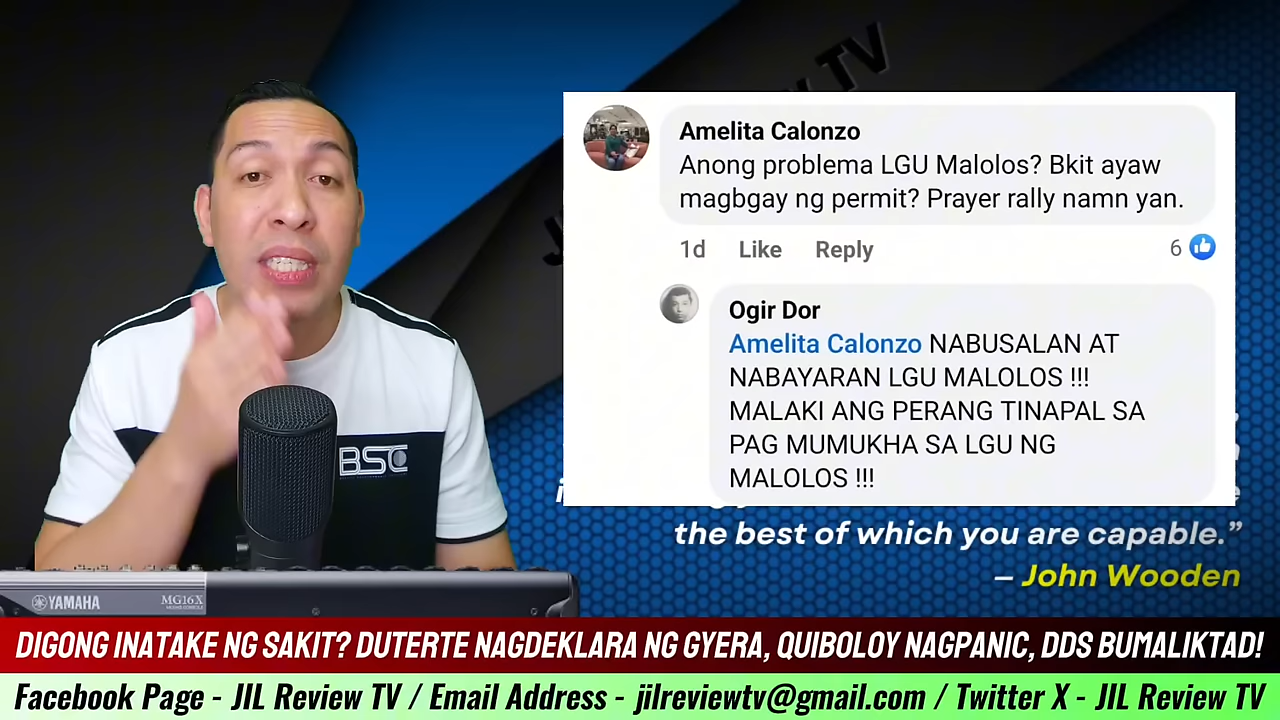 TV
Amelita Calonzo
Anong problema LGU Malolos? Bkit ayaw
magbgay ng permit? Prayer rally namn yan.
1d Like Reply 6
Ogir Dor
Amelita Calonzo NABUSALAN AT
NABAYARAN LGU MALOLOS !!!
MALAKI ANG PERANG TINAPAL SA
PAG MUMUKHA SA LGU NG
MALOLOS !!!
the best of which you are capable.”
– John Wooden
BSC
YAMAHA
MG16X
DIGONG INATAKE NG SAKIT? DUTERTE NAGDEKLARA NG GYERA, QUIBOLOY NAGPANIC, DDS BUMALIKTAD!
Facebook Page - JIL Review TV / Email Address - jilreviewtv@gmail.com / Twitter X - JIL Review TV